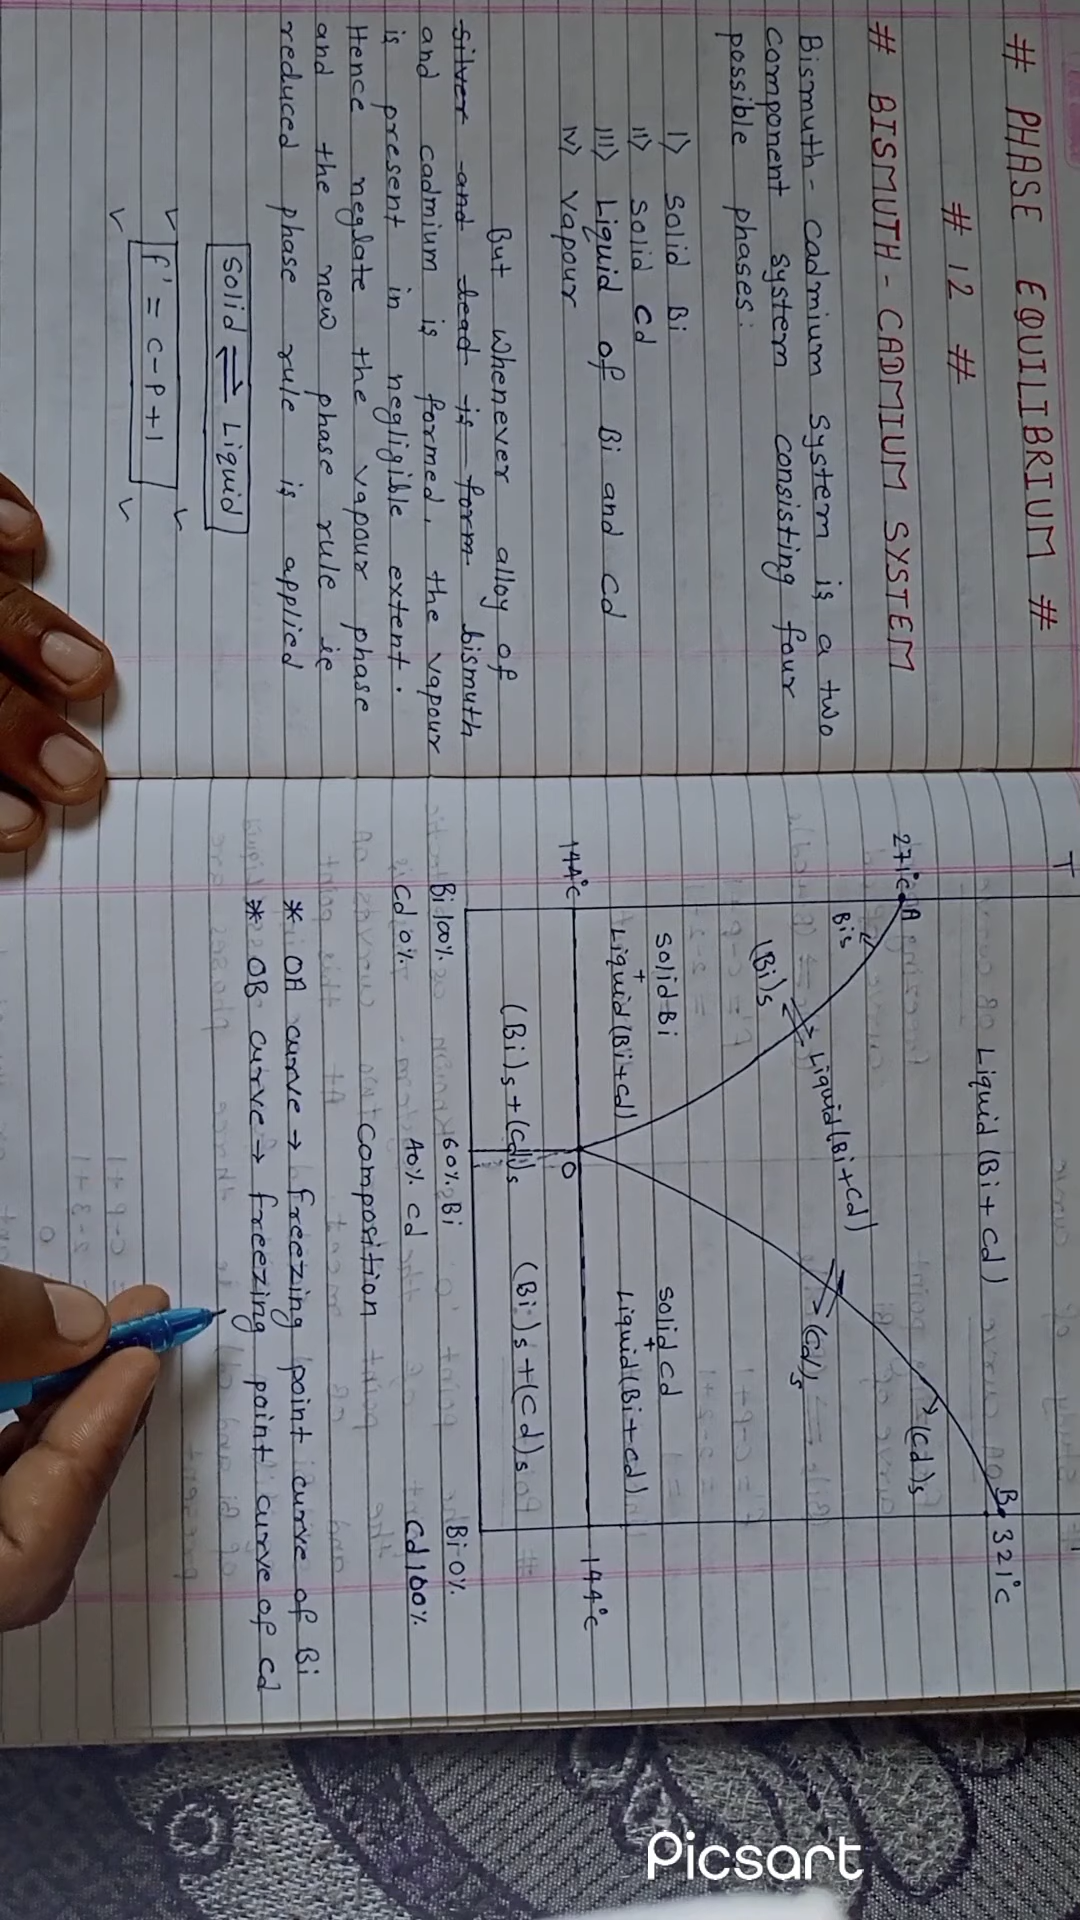 # PHASE EQUILIBRIUM #
# 12 #
# BISMUTH - CADMIUM SYSTEM
Bismuth - cadmium system is a two
component system consisting four
possible phases:
I) Solid Bi
II) Solid Cd
III) Liquid of Bi and Cd
IV) Vapour
But whenever alloy of
silver and lead is form bismuth
and cadmium is formed, the vapour
is present in negligible extent.
Hence neglate the vapour phase
and the new phase rule is
reduced phase rule is applied
Solid ⇌ Liquid
f' = C-P+1
T
Liquid (Bi + Cd)
B 321°C
271°C A
Bis
(Cd)s
(Bi)s ⇌ Liquid (Bi + Cd) ⇌ (Cd)s
Solid Bi
+
Liquid (Bi+Cd)
Solid Cd
+
Liquid (Bi+Cd)
144°C
O
144°C
(Bi)s + (Cd)s
(Bi)s + (Cd)s
Bi 100% 60% Bi Bi 0%
Cd 0% 40% Cd Cd 100%
Composition
* OA curve → freezing point curve of Bi
* OB curve → freezing point curve of Cd
Picsart